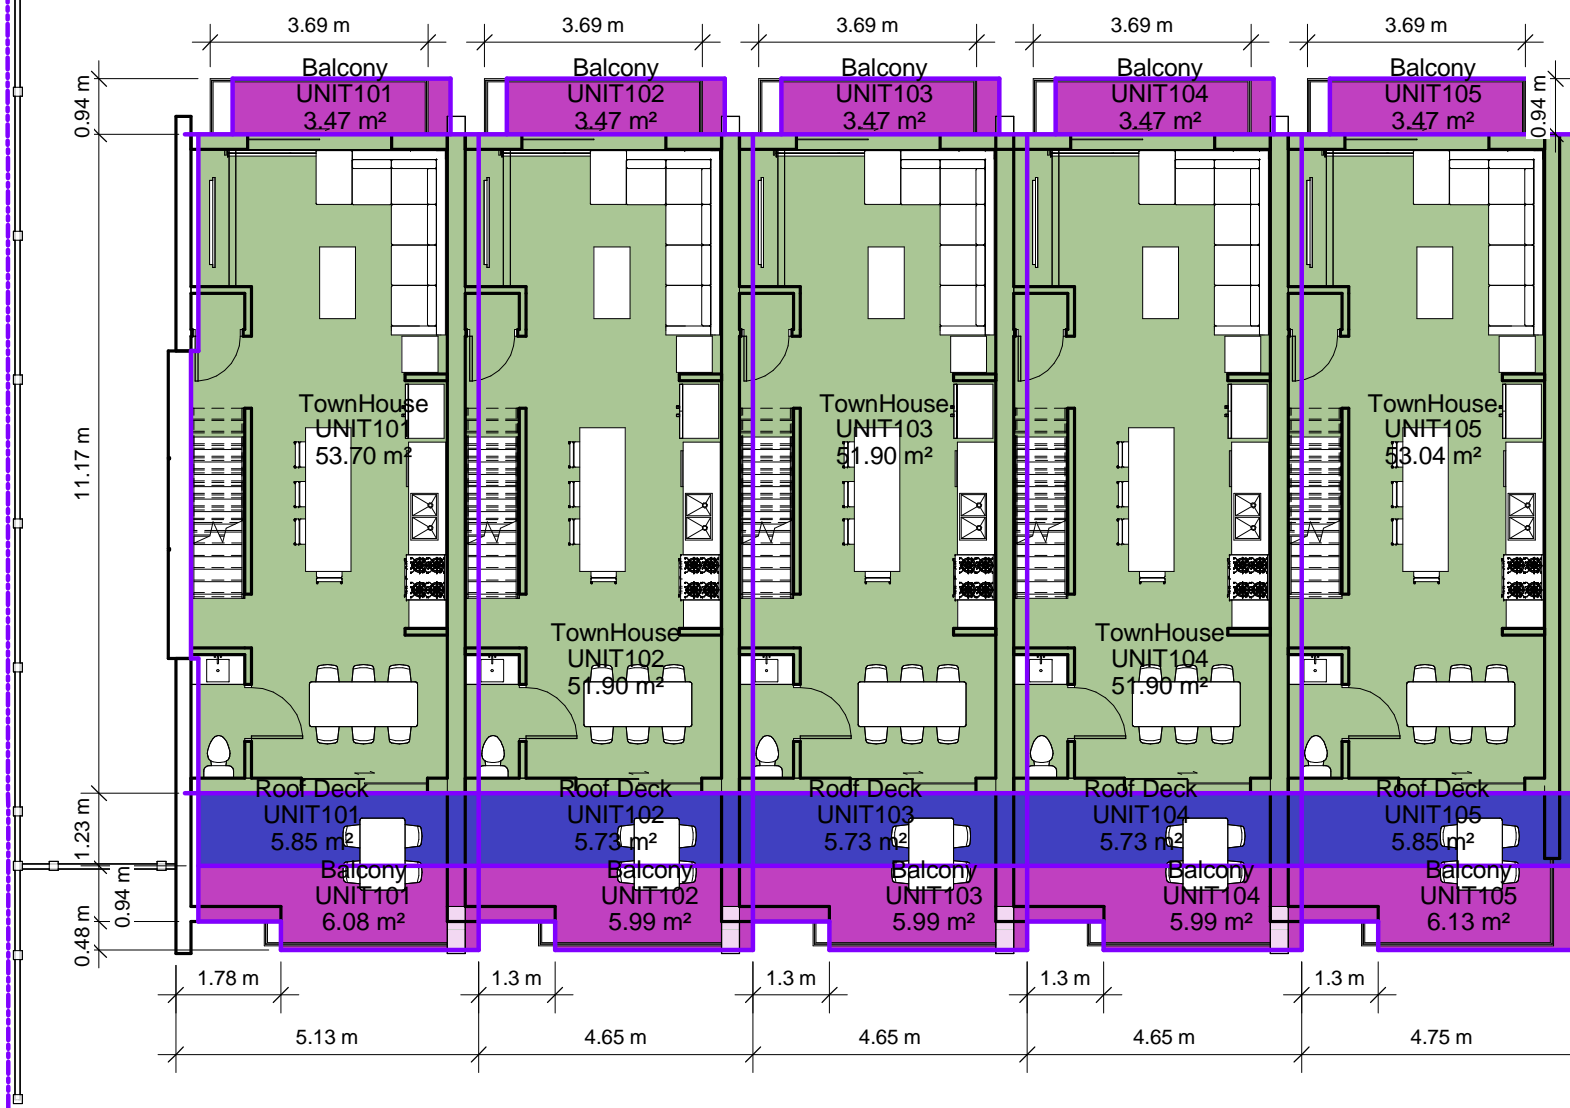 3.69 m
3.69 m
3.69 m
3.69 m
3.69 m
0.94 m
Balcony
UNIT101
3.47 m²
Balcony
UNIT102
3.47 m²
Balcony
UNIT103
3.47 m²
Balcony
UNIT104
3.47 m²
Balcony
UNIT105
3.47 m²
0.94 m
11.17 m
TownHouse
UNIT101
53.70 m²
TownHouse
UNIT102
51.90 m²
TownHouse
UNIT103
51.90 m²
TownHouse
UNIT104
51.90 m²
TownHouse
UNIT105
53.04 m²
1.23 m
Roof Deck
UNIT101
5.85 m²
Roof Deck
UNIT102
5.73 m²
Roof Deck
UNIT103
5.73 m²
Roof Deck
UNIT104
5.73 m²
Roof Deck
UNIT105
5.85 m²
0.94 m
0.48 m
Balcony
UNIT101
6.08 m²
Balcony
UNIT102
5.99 m²
Balcony
UNIT103
5.99 m²
Balcony
UNIT104
5.99 m²
Balcony
UNIT105
6.13 m²
1.78 m
1.3 m
1.3 m
1.3 m
1.3 m
5.13 m
4.65 m
4.65 m
4.65 m
4.75 m